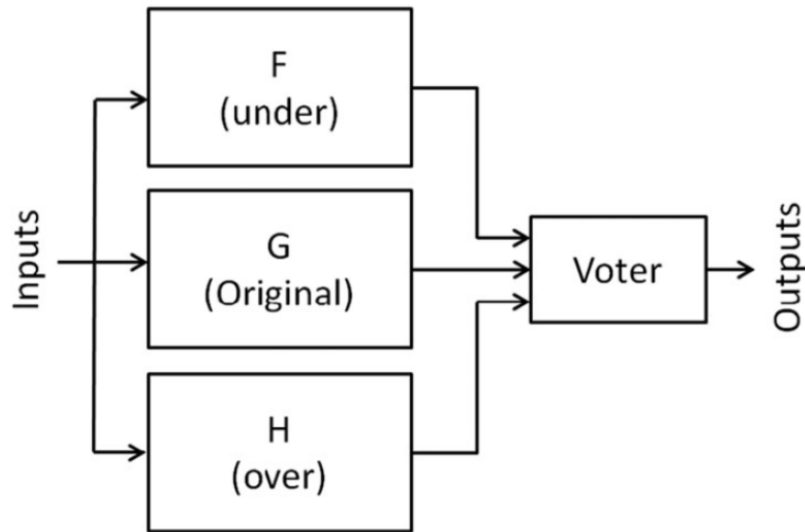 Inputs
F
(under)
G
(Original)
H
(over)
Voter
Outputs